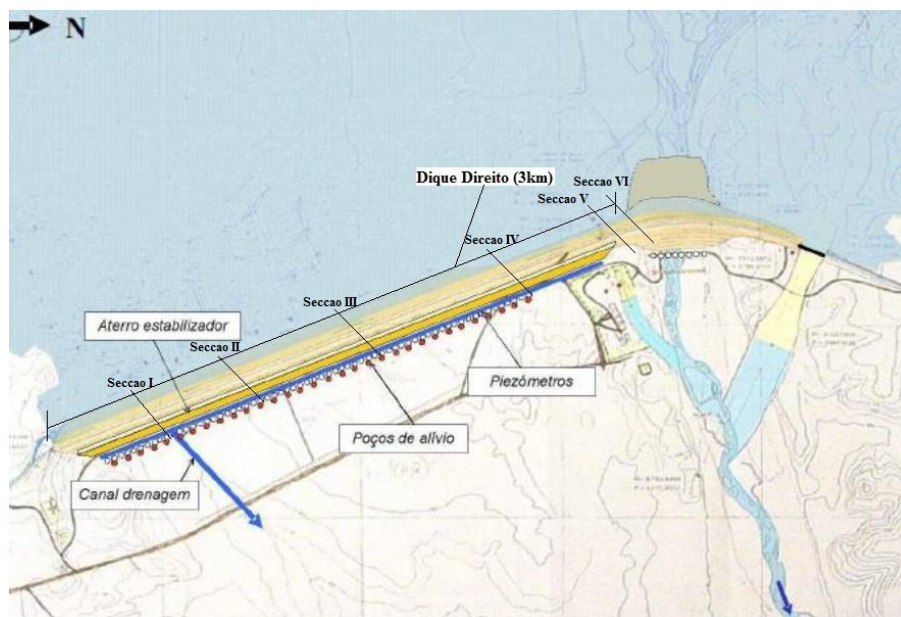 N
Dique Direito (3km)
Seccao VI
Seccao V
Seccao IV
Seccao III
Aterro estabilizador
Seccao II
Piezómetros
Seccao I
Poços de alívio
Canal drenagem